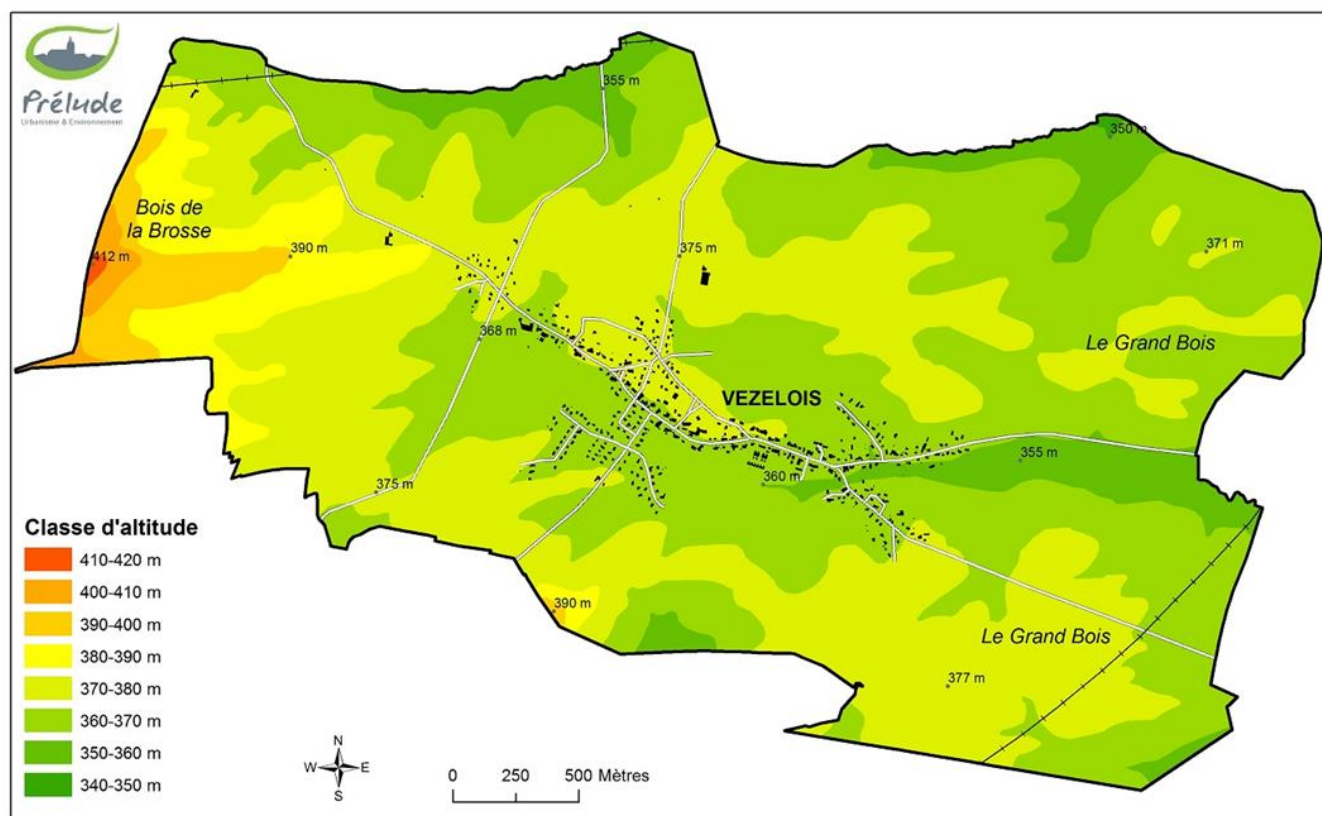 Prélude
Urbanisme & Environnement
355 m
350 m
Bois de
la Brosse
412 m
390 m
375 m
371 m
368 m
Le Grand Bois
VEZELOIS
355 m
360 m
375 m
390 m
Le Grand Bois
377 m
Classe d'altitude
410-420 m
400-410 m
390-400 m
380-390 m
370-380 m
360-370 m
350-360 m
340-350 m
N
W E
S
0 250 500 Mètres